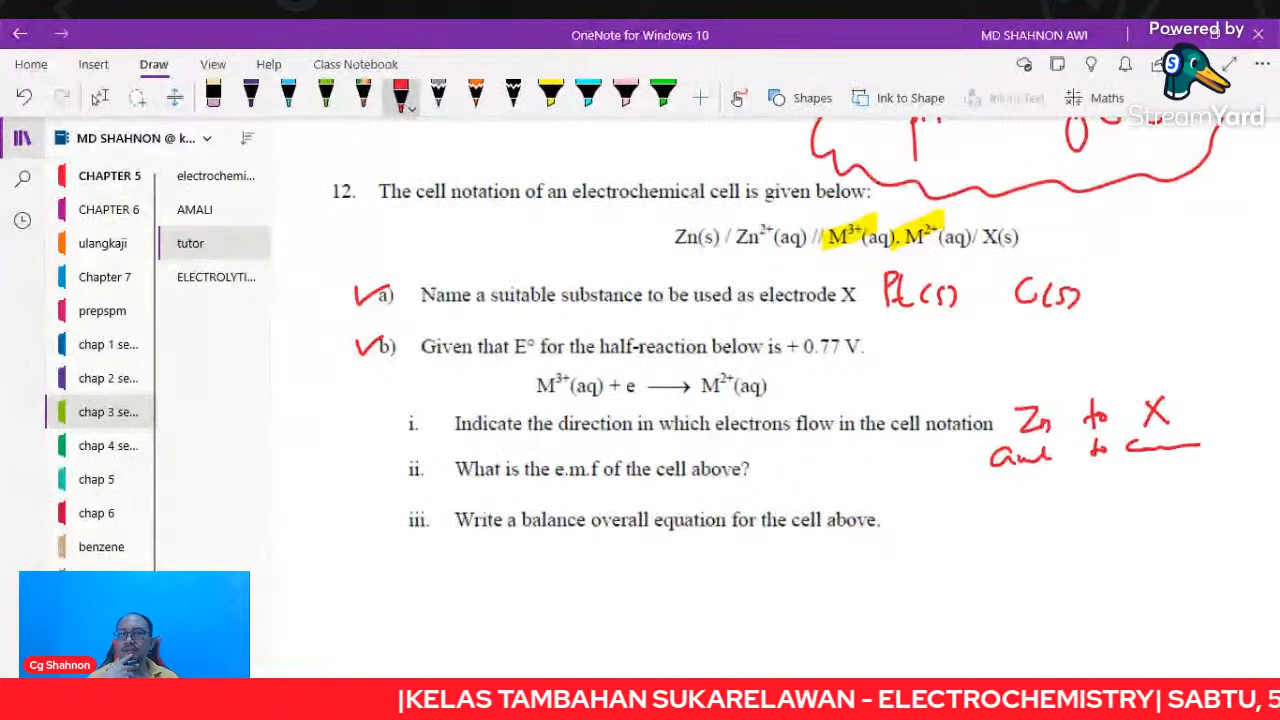 Powered by
OneNote for Windows 10
MD SHAHNON AWI
StreamYard
Home Insert Draw View Help Class Notebook
Shapes Ink to Shape Ink to Text Maths
MD SHAHNON @ k...
CHAPTER 5
CHAPTER 6
ulangkaji
Chapter 7
prepspm
chap 1 se...
chap 2 se...
chap 3 se...
chap 4 se...
chap 5
chap 6
benzene
electrochemi...
AMALI
tutor
ELECTROLYTI...
12. The cell notation of an electrochemical cell is given below:
Zn(s) / Zn²⁺(aq) // M³⁺(aq), M²⁺(aq)/ X(s)
a) Name a suitable substance to be used as electrode X Pt(s) C(s)
b) Given that E° for the half-reaction below is + 0.77 V.
M³⁺(aq) + e ⟶ M²⁺(aq)
i. Indicate the direction in which electrons flow in the cell notation Zn to X
to
ii. What is the e.m.f of the cell above?
iii. Write a balance overall equation for the cell above.
Cg Shahnon
|KELAS TAMBAHAN SUKARELAWAN - ELECTROCHEMISTRY| SABTU, 5